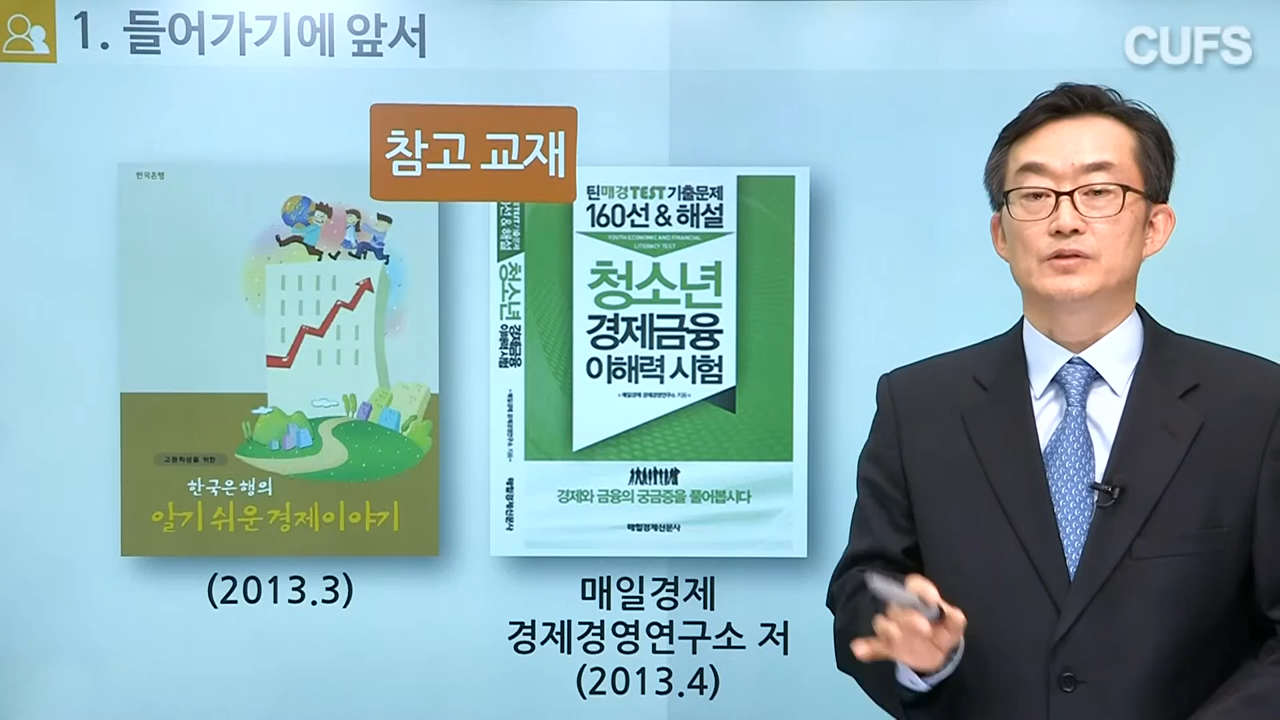 1. 들어가기에 앞서
CUFS
참고 교재
한국은행
고등학생을 위한
한국은행의
알기 쉬운 경제이야기
(2013.3)
틴매경TEST 기출문제
160선 & 해설
YOUTH ECONOMIC AND FINANCIAL
LITERACY TEST
청소년
경제금융
이해력 시험
매일경제 경제경영연구소 지음
경제와 금융의 궁금증을 풀어봅시다
매일경제신문사
청소년
경제금융
이해력시험
매일경제신문사
매일경제
경제경영연구소 저
(2013.4)